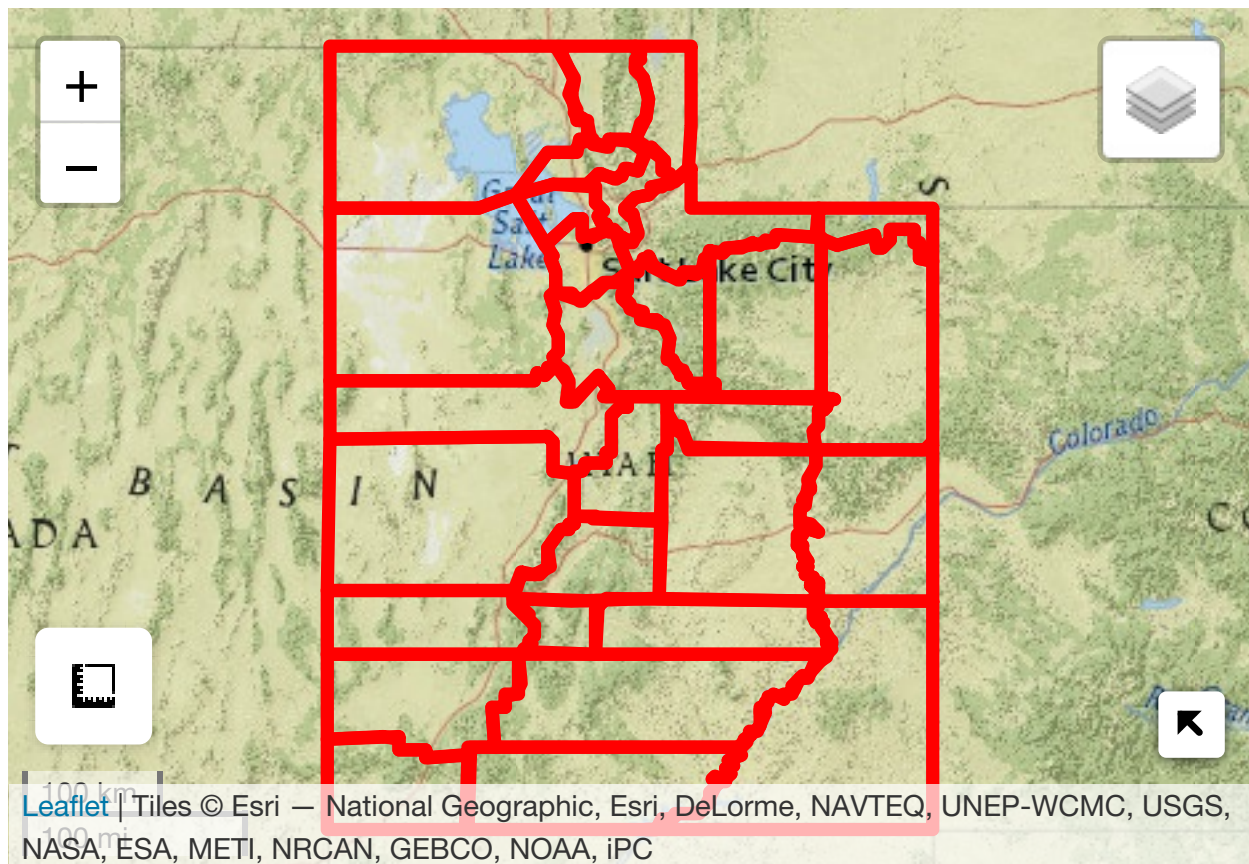 +
−
Great
Salt
Lake
Salt Lake City
Colorado
UTAH
B A S I N
ADA
100 km
100 mi
Leaflet | Tiles © Esri — National Geographic, Esri, DeLorme, NAVTEQ, UNEP-WCMC, USGS,
NASA, ESA, METI, NRCAN, GEBCO, NOAA, iPC